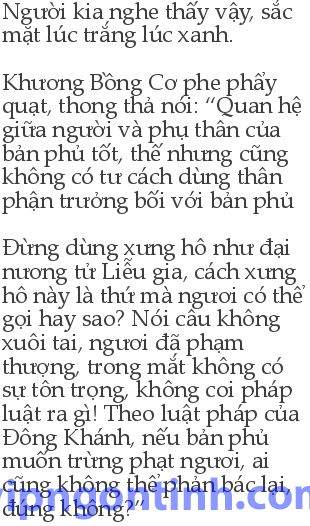 Người kia nghe thấy vậy, sắc
mặt lúc trắng lúc xanh.
Khương Bồng Cơ phe phẩy
quạt, thong thả nói: “Quan hệ
giữa người và phụ thân của
bản phủ tốt, thế nhưng cũng
không có tư cách dùng thân
phận trưởng bối với bản phủ
Đừng dùng xưng hô như đại
nương tử Liễu gia, cách xưng
hô này là thứ mà ngươi có thể
gọi hay sao? Nói câu không
xuôi tai, ngươi đã phạm
thượng, trong mắt không có
sự tôn trọng, không coi pháp
luật ra gì! Theo luật pháp của
Đông Khánh, nếu bản phủ
muốn trừng phạt ngươi, ai
cũng không thể phản bác lại,
đúng không?”
vipngontinh.com